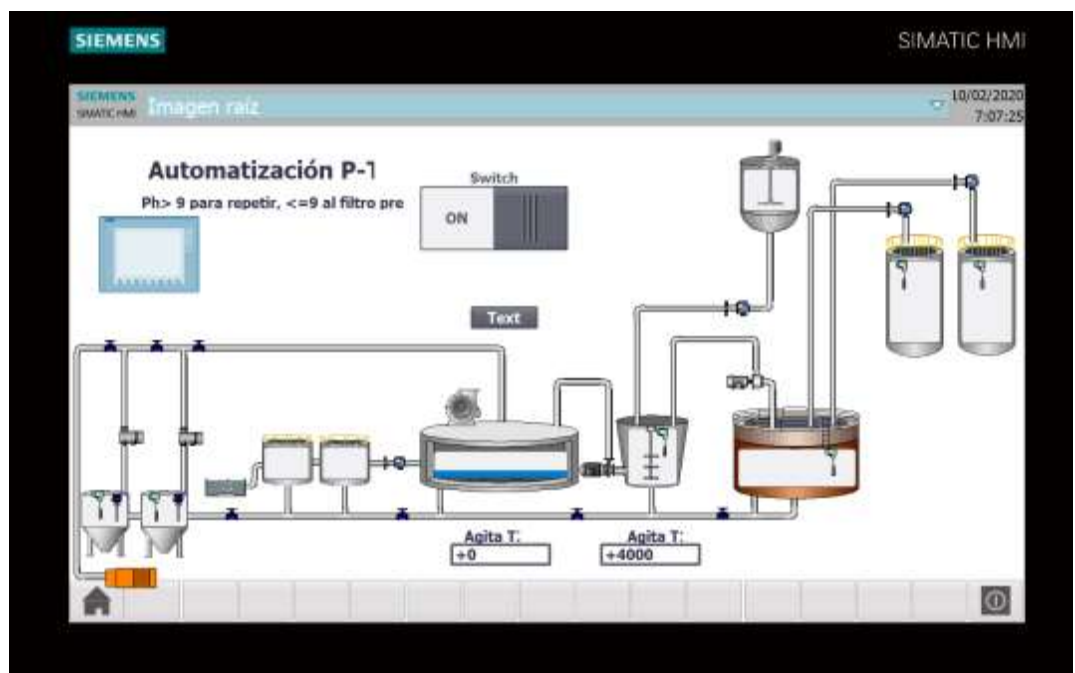 SIEMENS
SIMATIC HMI
SIEMENS
SIMATIC HMI
Imagen raíz
10/02/2020
7:07:25
Automatización P-1
Switch
Ph> 9 para repetir, <=9 al filtro pre
ON
Text
Agita T:
Agita T:
+0
+4000